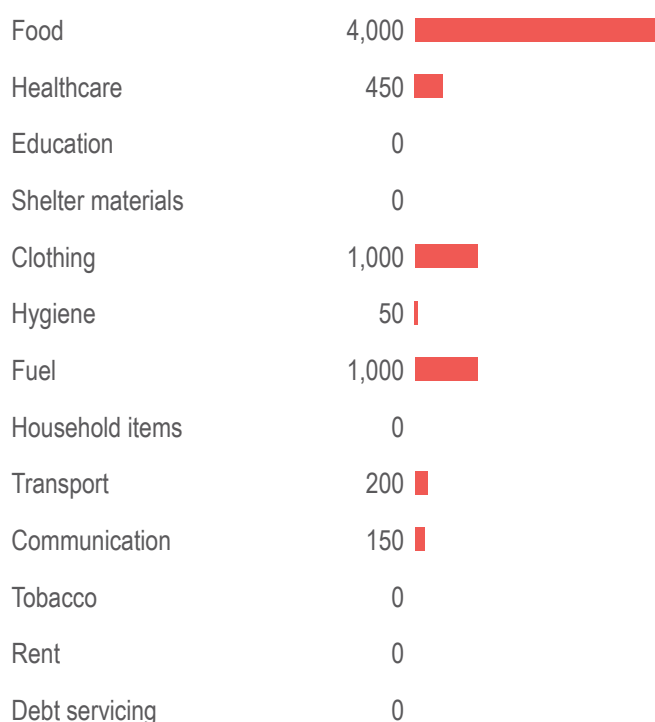 Food 4,000
Healthcare 450
Education 0
Shelter materials 0
Clothing 1,000
Hygiene 50
Fuel 1,000
Household items 0
Transport 200
Communication 150
Tobacco 0
Rent 0
Debt servicing 0